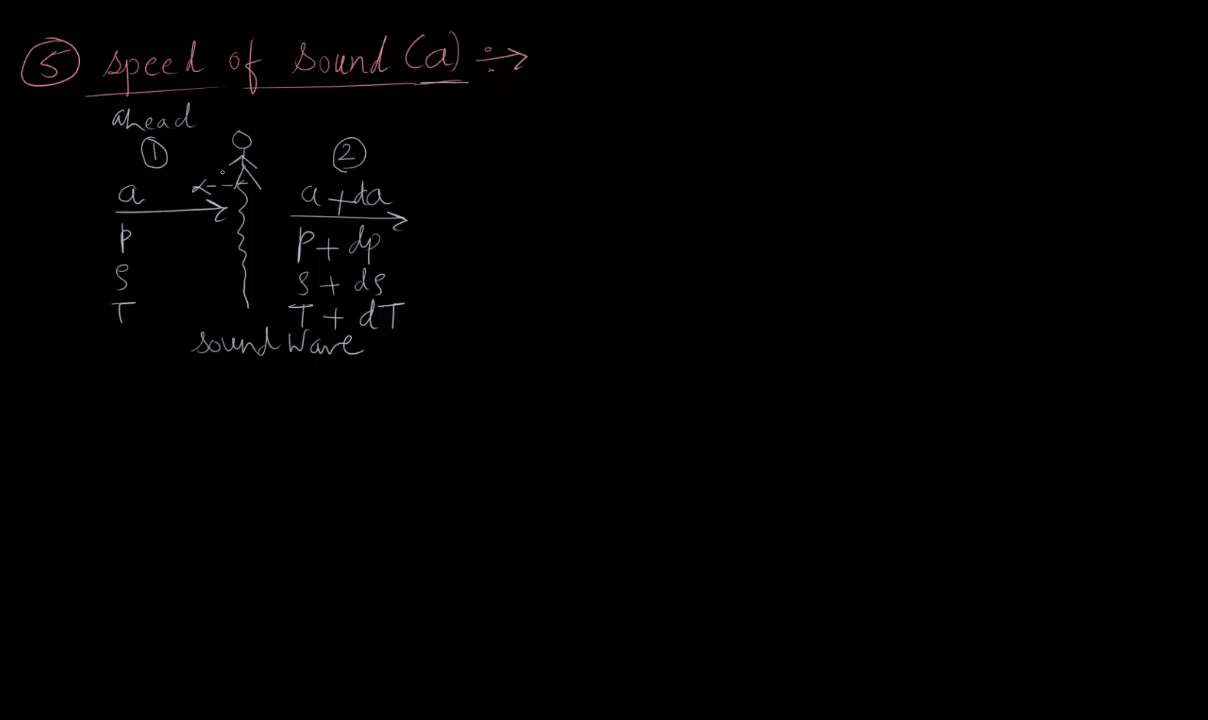 ⑤ speed of sound (a) ÷→
ahead
① ②
a a + da
p p + dp
ρ ρ + dρ
T T + dT
sound wave